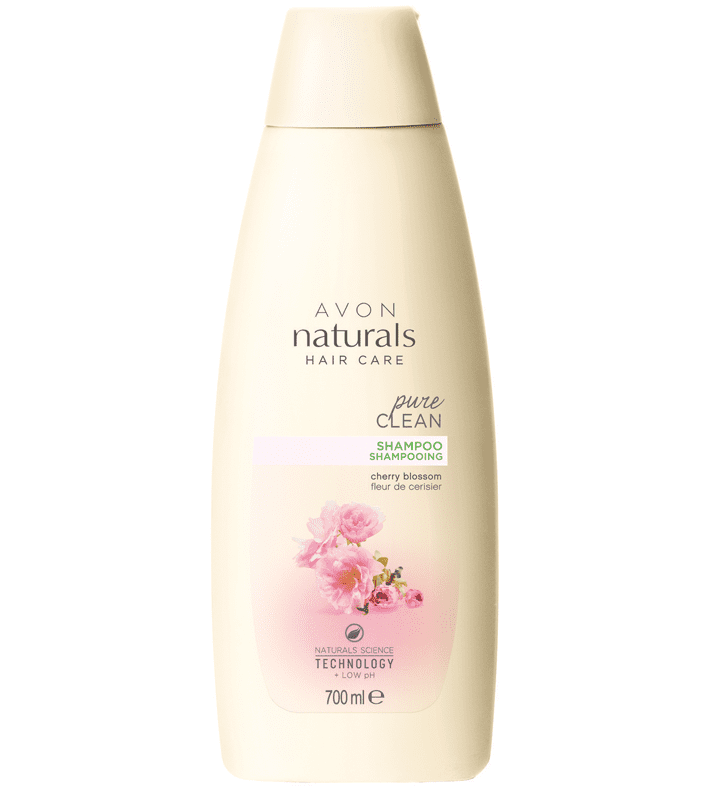 AVON
naturals
HAIR CARE
pure
CLEAN
SHAMPOO
SHAMPOOING
cherry blossom
fleur de cerisier
NATURALS SCIENCE
TECHNOLOGY
+ LOW pH
700 ml ℮